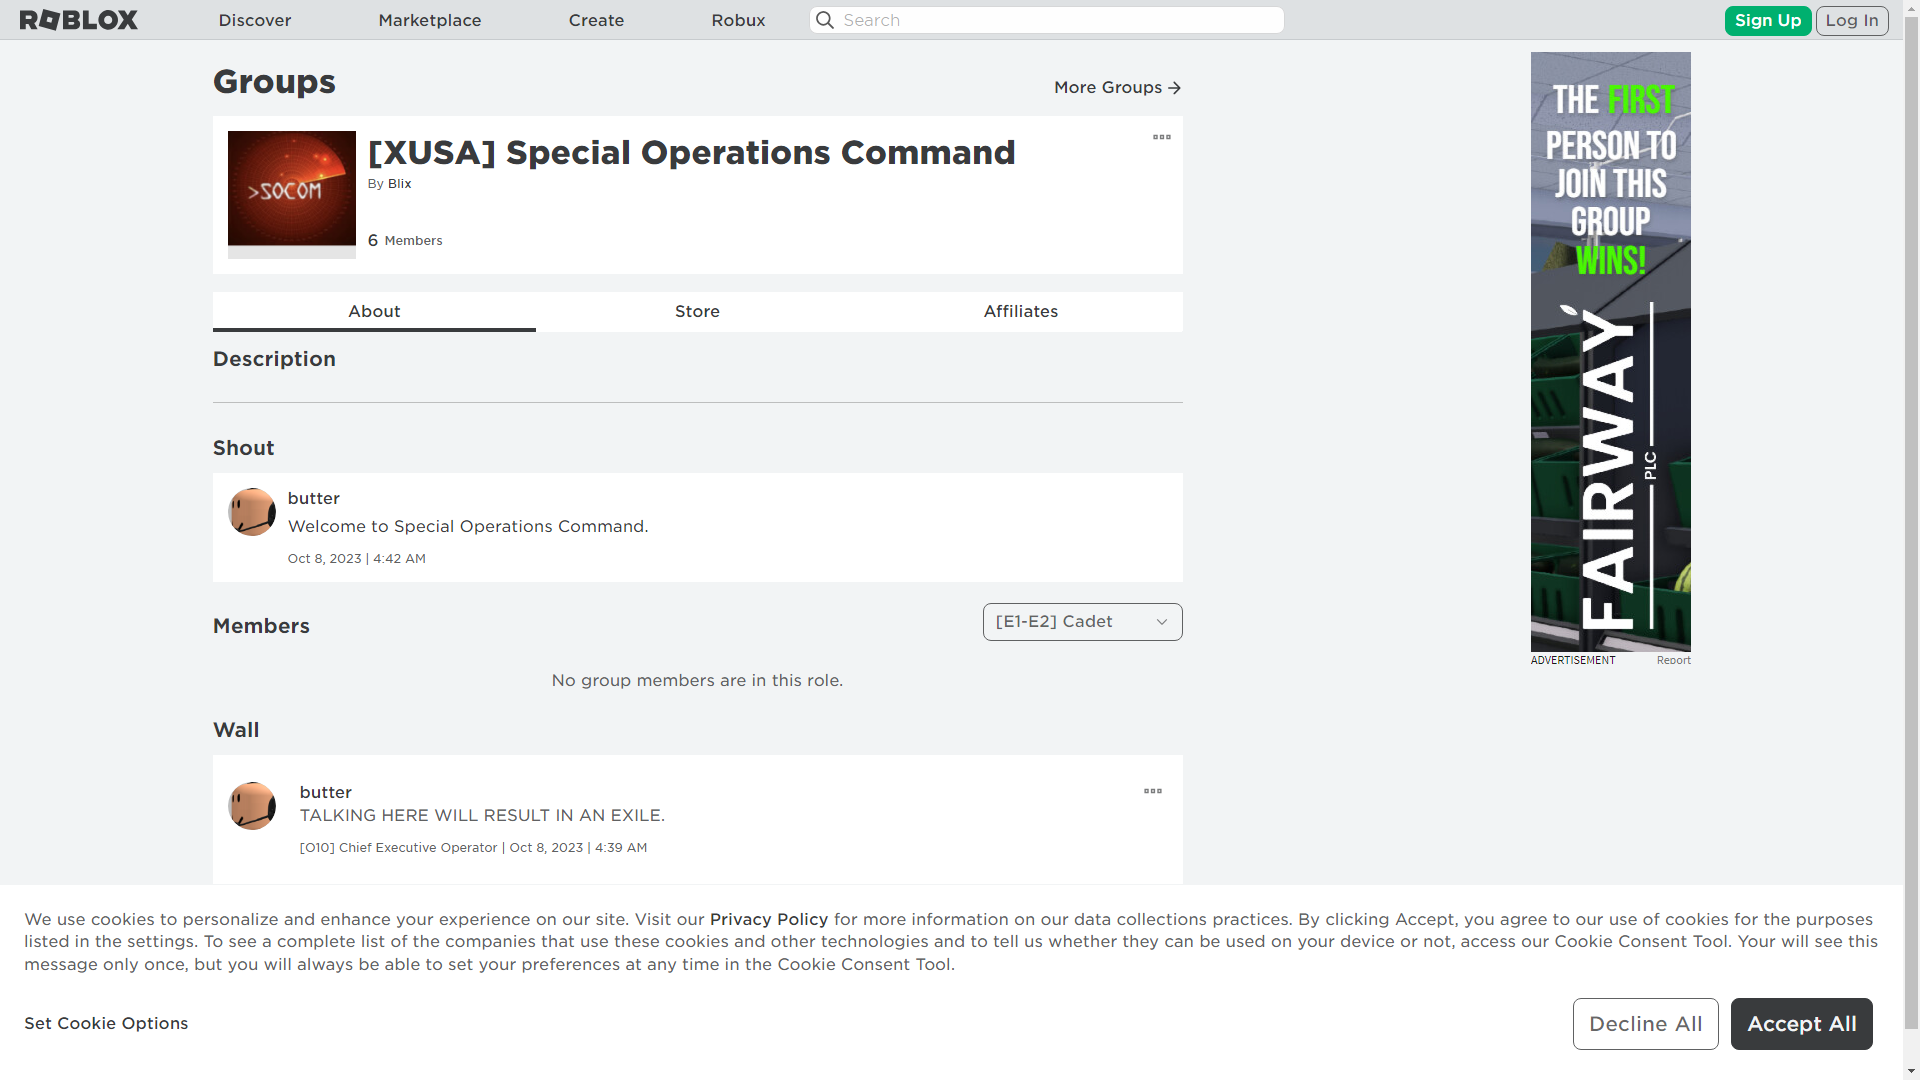 ROBLOX
Discover
Marketplace
Create
Robux
Search
Sign Up
Log In
Groups
More Groups
>SOCOM
[XUSA] Special Operations Command
By Blix
6 Members
About
Store
Affiliates
Description
Shout
butter
Welcome to Special Operations Command.
Oct 8, 2023 | 4:42 AM
Members
[E1-E2] Cadet
No group members are in this role.
Wall
butter
TALKING HERE WILL RESULT IN AN EXILE.
[O10] Chief Executive Operator | Oct 8, 2023 | 4:39 AM
THE FIRST
PERSON TO
JOIN THIS
GROUP
WINS!
FAIRWAY
PLC
ADVERTISEMENT
Report
We use cookies to personalize and enhance your experience on our site. Visit our Privacy Policy for more information on our data collections practices. By clicking Accept, you agree to our use of cookies for the purposes
listed in the settings. To see a complete list of the companies that use these cookies and other technologies and to tell us whether they can be used on your device or not, access our Cookie Consent Tool. Your will see this
message only once, but you will always be able to set your preferences at any time in the Cookie Consent Tool.
Set Cookie Options
Decline All
Accept All